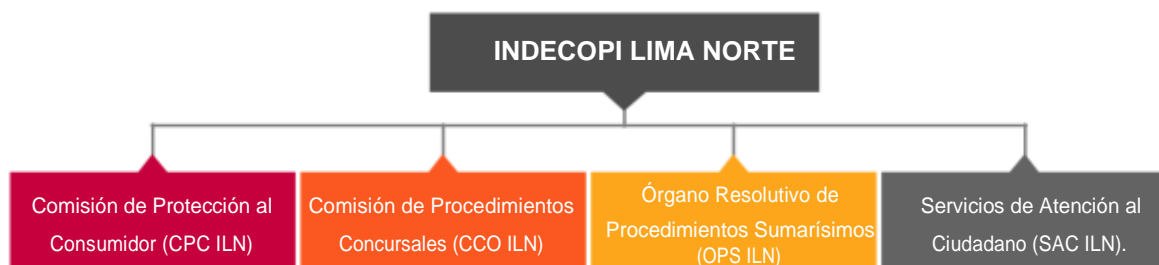 INDECOPI LIMA NORTE
Comisión de Protección al
Consumidor (CPC ILN)
Comisión de Procedimientos
Concursales (CCO ILN)
Órgano Resolutivo de
Procedimientos Sumarísimos
(OPS ILN)
Servicios de Atención al
Ciudadano (SAC ILN).